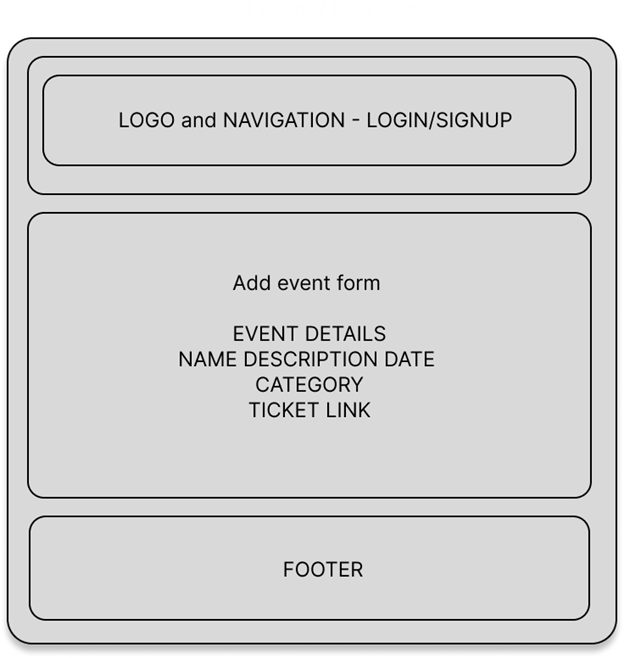 LOGO and NAVIGATION - LOGIN/SIGNUP
Add event form
EVENT DETAILS
NAME DESCRIPTION DATE
CATEGORY
TICKET LINK
FOOTER